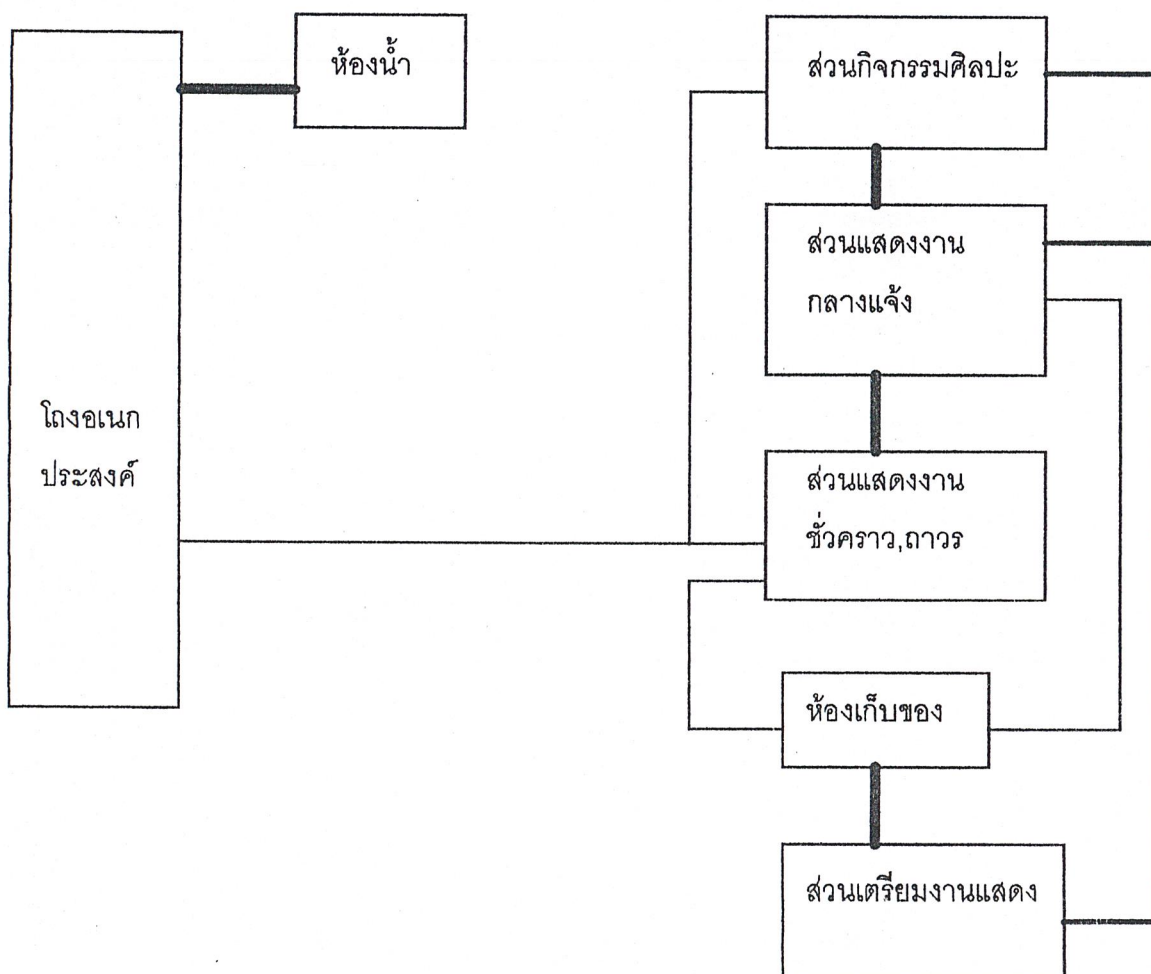 ห้องน้ำ
ส่วนกิจกรรมศิลปะ
ส่วนแสดงงาน
กลางแจ้ง
โถงอเนก
ประสงค์
ส่วนแสดงงาน
ชั่วคราว,ถาวร
ห้องเก็บของ
ส่วนเตรียมงานแสดง